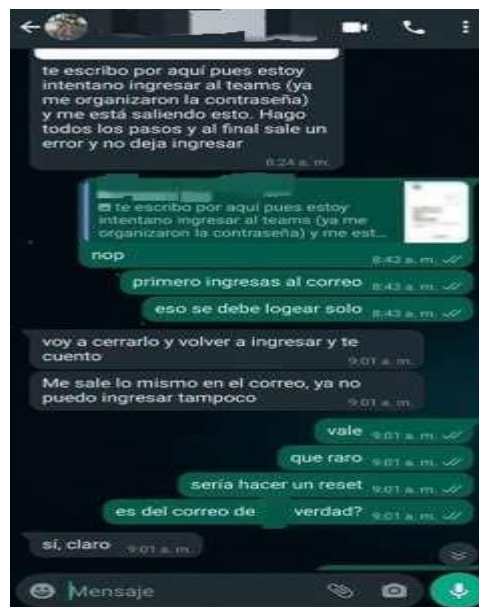 te escribo por aquí pues estoy
intentano ingresar al teams (ya
me organizaron la contraseña)
y me está saliendo esto. Hago
todos los pasos y al final sale un
error y no deja ingresar
8:24 a. m.
te escribo por aquí pues estoy
intentano ingresar al teams (ya me
organizaron la contraseña) y me est...
nop
8:43 a. m.
primero ingresas al correo 8:43 a. m.
eso se debe logear solo 8:43 a. m.
voy a cerrarlo y volver a ingresar y te
cuento
9:01 a. m.
Me sale lo mismo en el correo, ya no
puedo ingresar tampoco
9:01 a. m.
vale 9:01 a. m.
que raro 9:01 a. m.
seria hacer un reset 9:01 a. m.
es del correo de verdad? 9:01 a. m.
sí, claro 9:01 a. m.
Mensaje